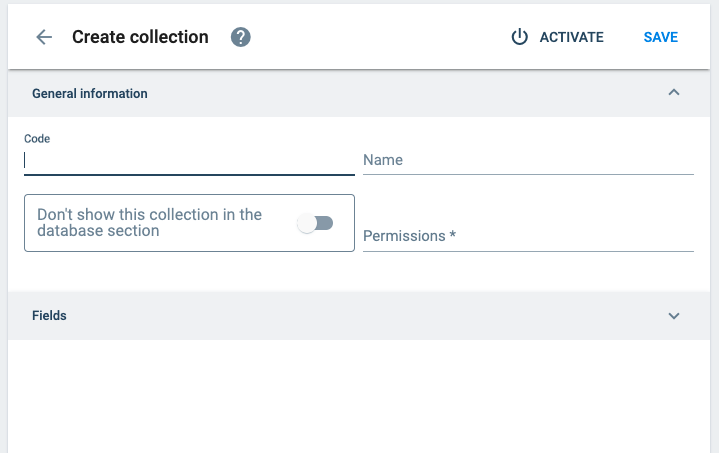 Create collection
?
ACTIVATE
SAVE
General information
Code
Name
Don't show this collection in the
database section
Permissions *
Fields